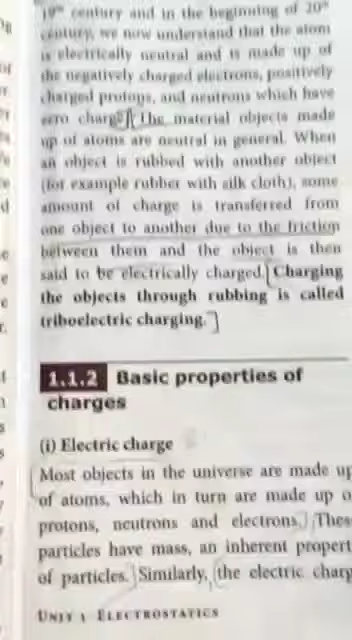 19th century and in the beginning of 20th
century, we now understand that the atom
is electrically neutral and is made up of
the negatively charged electrons, positively
charged protons, and neutrons which have
zero charge. The material objects made
up of atoms are neutral in general. When
an object is rubbed with another object
(for example rubber with silk cloth), some
amount of charge is transferred from
one object to another due to the friction
between them and the object is then
said to be electrically charged. Charging
the objects through rubbing is called
triboelectric charging.
1.1.2 Basic properties of
charges
(i) Electric charge
Most objects in the universe are made up
of atoms, which in turn are made up o
protons, neutrons and electrons. Thes
particles have mass, an inherent propert
of particles. Similarly, the electric charg
UNIT 1 ELECTROSTATICS